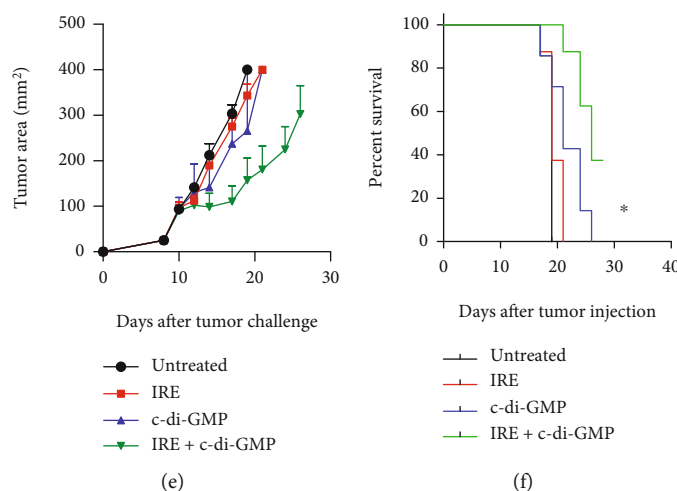 500
400
300
200
100
0
Tumor area (mm²)
0 10 20 30
Days after tumor challenge
Untreated
IRE
c-di-GMP
IRE + c-di-GMP
(e)
100
80
60
40
20
0
Percent survival
*
0 10 20 30 40
Days after tumor injection
Untreated
IRE
c-di-GMP
IRE + c-di-GMP
(f)